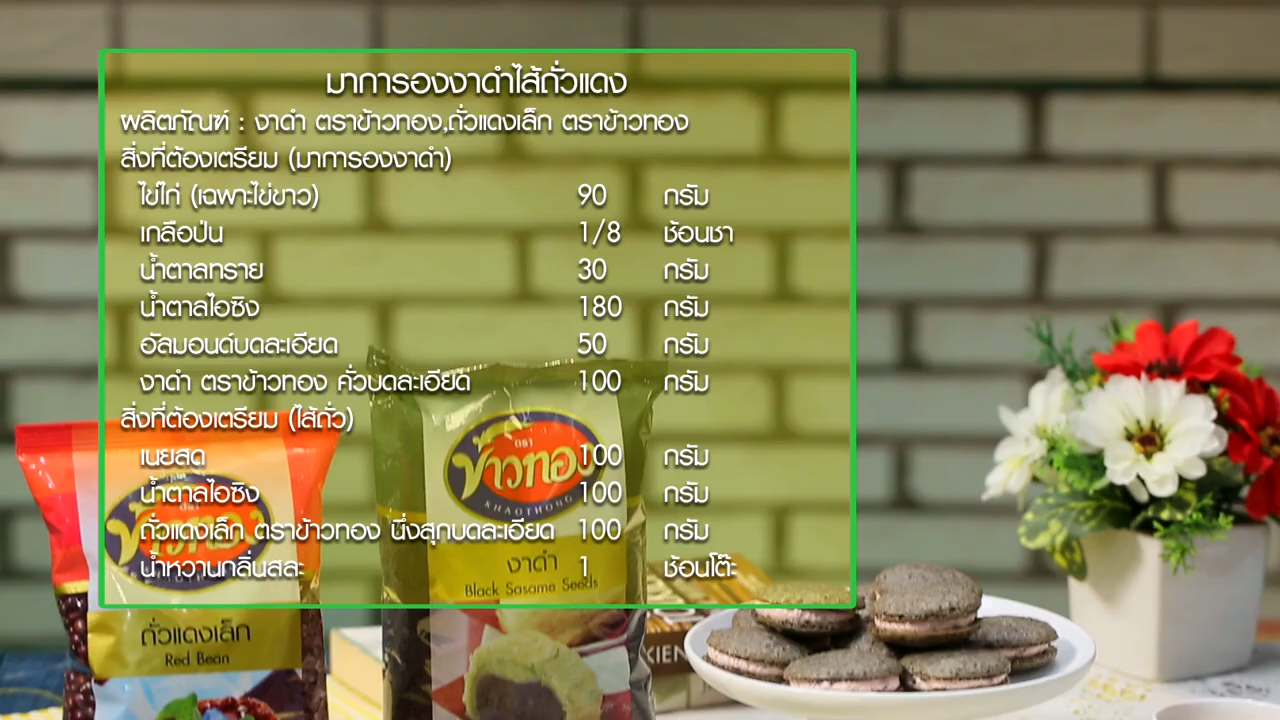 มาการองงาดำไส้ถั่วแดง
ผลิตภัณฑ์ : งาดำ ตราข้าวทอง,ถั่วแดงเล็ก ตราข้าวทอง
สิ่งที่ต้องเตรียม (มาการองงาดำ)
ไข่ไก่ (เฉพาะไข่ขาว) 90 กรัม
เกลือป่น 1/8 ช้อนชา
น้ำตาลทราย 30 กรัม
น้ำตาลไอซิง 180 กรัม
อัลมอนด์บดละเอียด 50 กรัม
งาดำ ตราข้าวทอง คั่วบดละเอียด 100 กรัม
สิ่งที่ต้องเตรียม (ไส้ถั่ว)
เนยสด 100 กรัม
น้ำตาลไอซิง 100 กรัม
ถั่วแดงเล็ก ตราข้าวทอง นึ่งสุกบดละเอียด 100 กรัม
น้ำหวานกลิ่นสละ 1 ช้อนโต๊ะ
ตรา
ข้าวทอง
KHAOTHONG
งาดำ
Black Sasame Seeds
ข้าวทอง
ถั่วแดงเล็ก
Red Bean